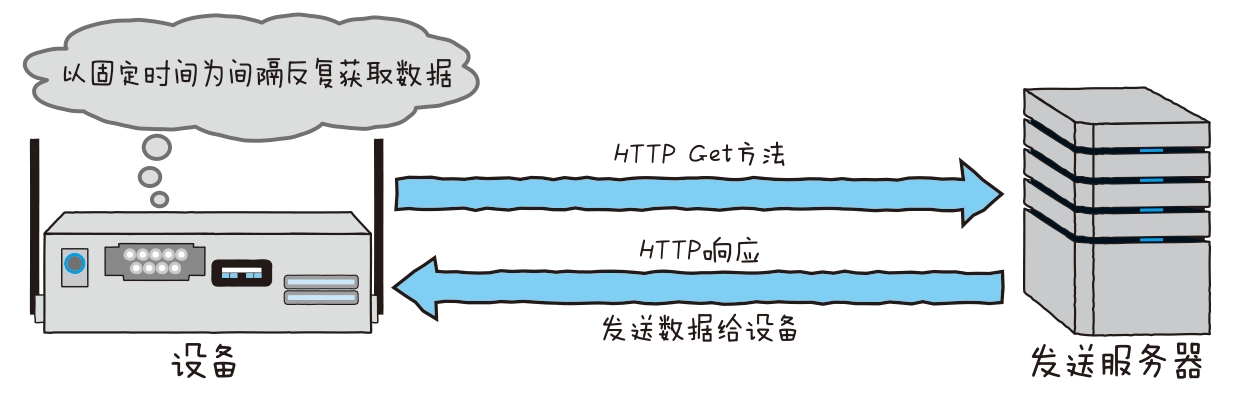 以固定时间为间隔反复获取数据
HTTP Get方法
HTTP响应
发送数据给设备
设备
发送服务器